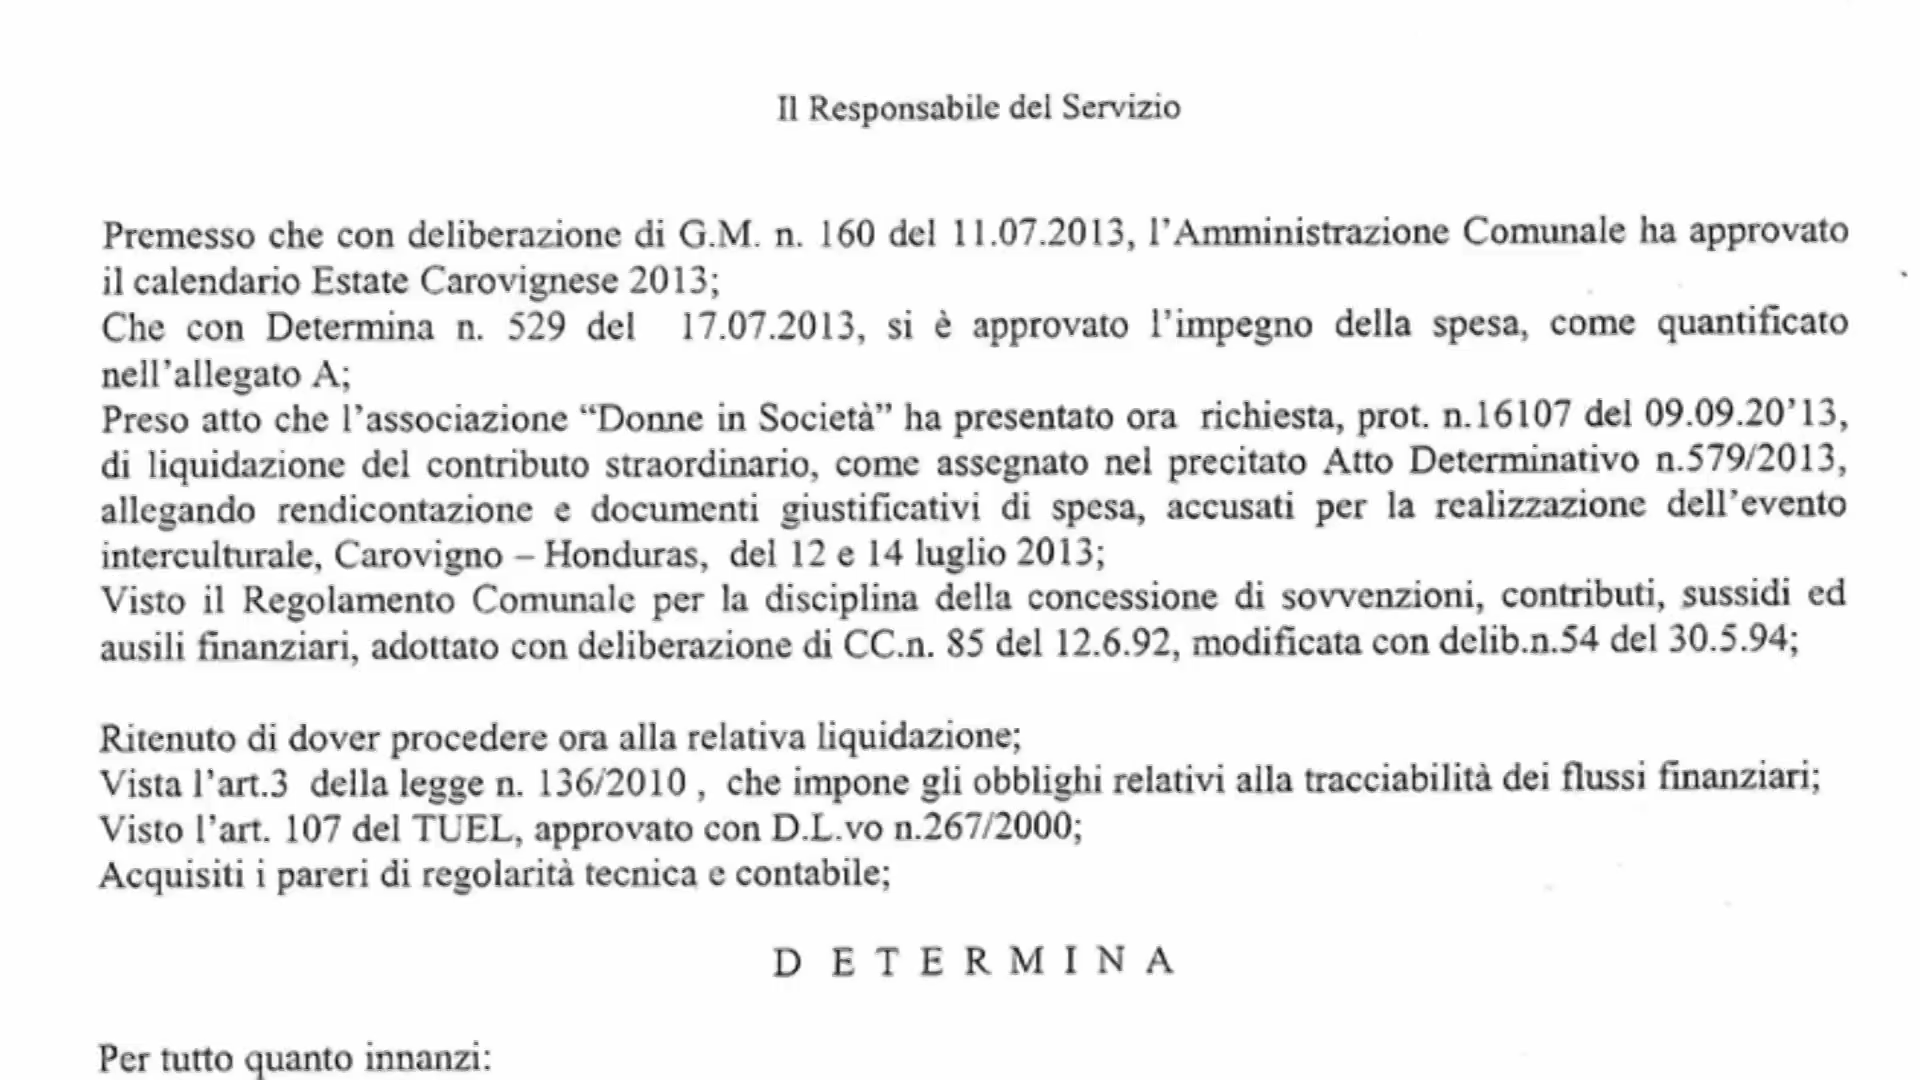 Il Responsabile del Servizio
Premesso che con deliberazione di G.M. n. 160 del 11.07.2013, l'Amministrazione Comunale ha approvato
il calendario Estate Carovignese 2013;
Che con Determina n. 529 del 17.07.2013, si è approvato l'impegno della spesa, come quantificato
nell'allegato A;
Preso atto che l'associazione “Donne in Società” ha presentato ora richiesta, prot. n.16107 del 09.09.20'13,
di liquidazione del contributo straordinario, come assegnato nel precitato Atto Determinativo n.579/2013,
allegando rendicontazione e documenti giustificativi di spesa, accusati per la realizzazione dell'evento
interculturale, Carovigno – Honduras, del 12 e 14 luglio 2013;
Visto il Regolamento Comunale per la disciplina della concessione di sovvenzioni, contributi, sussidi ed
ausili finanziari, adottato con deliberazione di CC.n. 85 del 12.6.92, modificata con delib.n.54 del 30.5.94;
Ritenuto di dover procedere ora alla relativa liquidazione;
Vista l'art.3 della legge n. 136/2010 , che impone gli obblighi relativi alla tracciabilità dei flussi finanziari;
Visto l'art. 107 del TUEL, approvato con D.L.vo n.267/2000;
Acquisiti i pareri di regolarità tecnica e contabile;
D E T E R M I N A
Per tutto quanto innanzi: